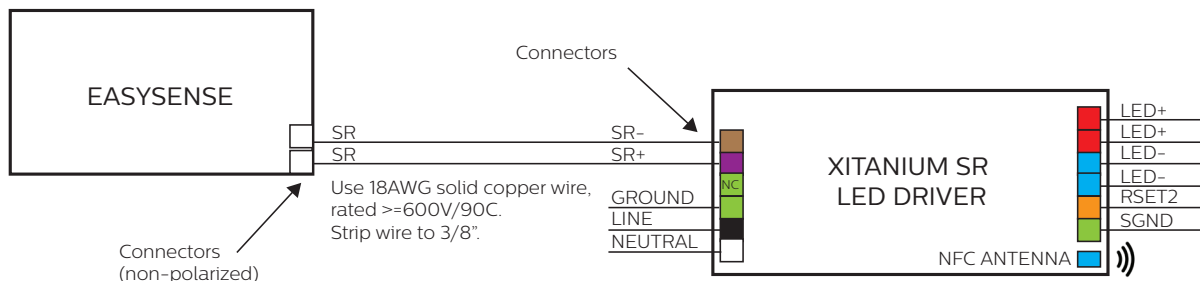 EASYSENSE
SR
SR
Connectors
(non-polarized)
Use 18AWG solid copper wire,
rated >=600V/90C.
Strip wire to 3/8”.
Connectors
SR-
SR+
NC
GROUND
LINE
NEUTRAL
XITANIUM SR
LED DRIVER
LED+
LED+
LED-
LED-
RSET2
SGND
NFC ANTENNA